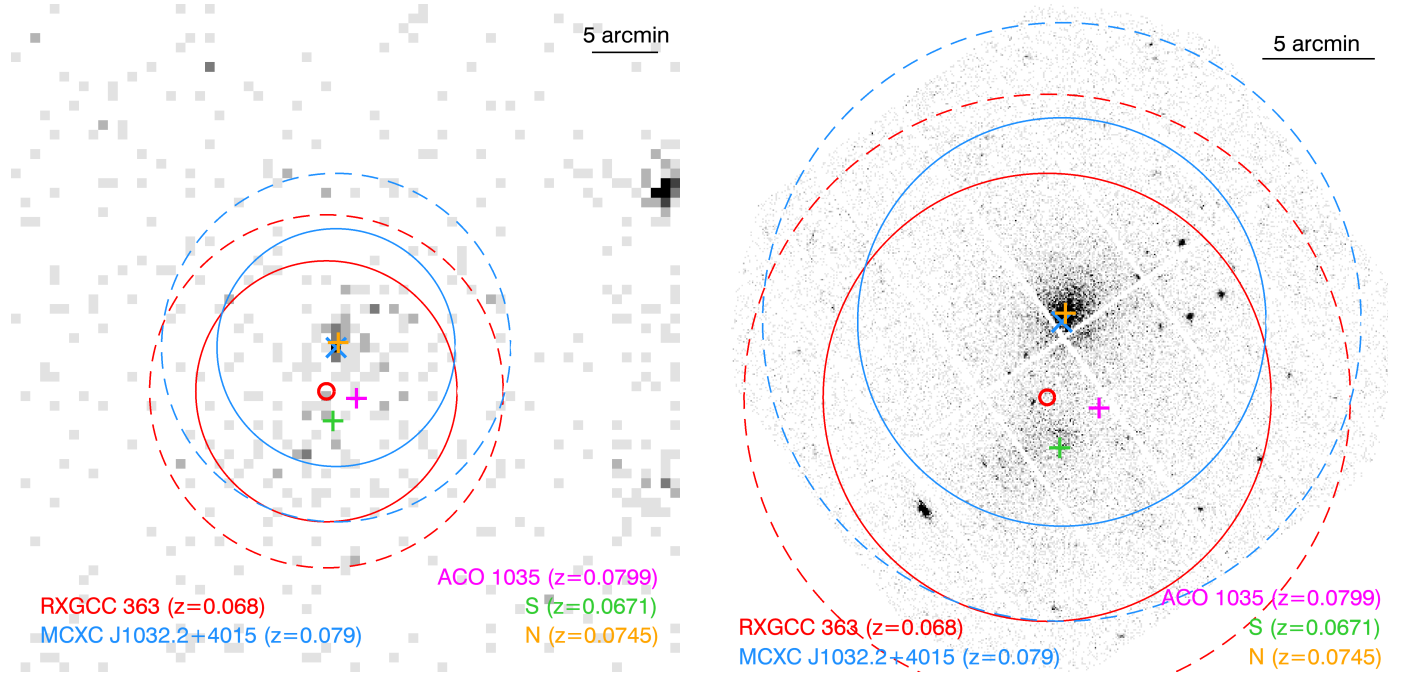 5 arcmin
ACO 1035 (z=0.0799)
RXGCC 363 (z=0.068)
S (z=0.0671)
MCXC J1032.2+4015 (z=0.079)
N (z=0.0745)
5 arcmin
ACO 1035 (z=0.0799)
RXGCC 363 (z=0.068)
S (z=0.0671)
MCXC J1032.2+4015 (z=0.079)
N (z=0.0745)